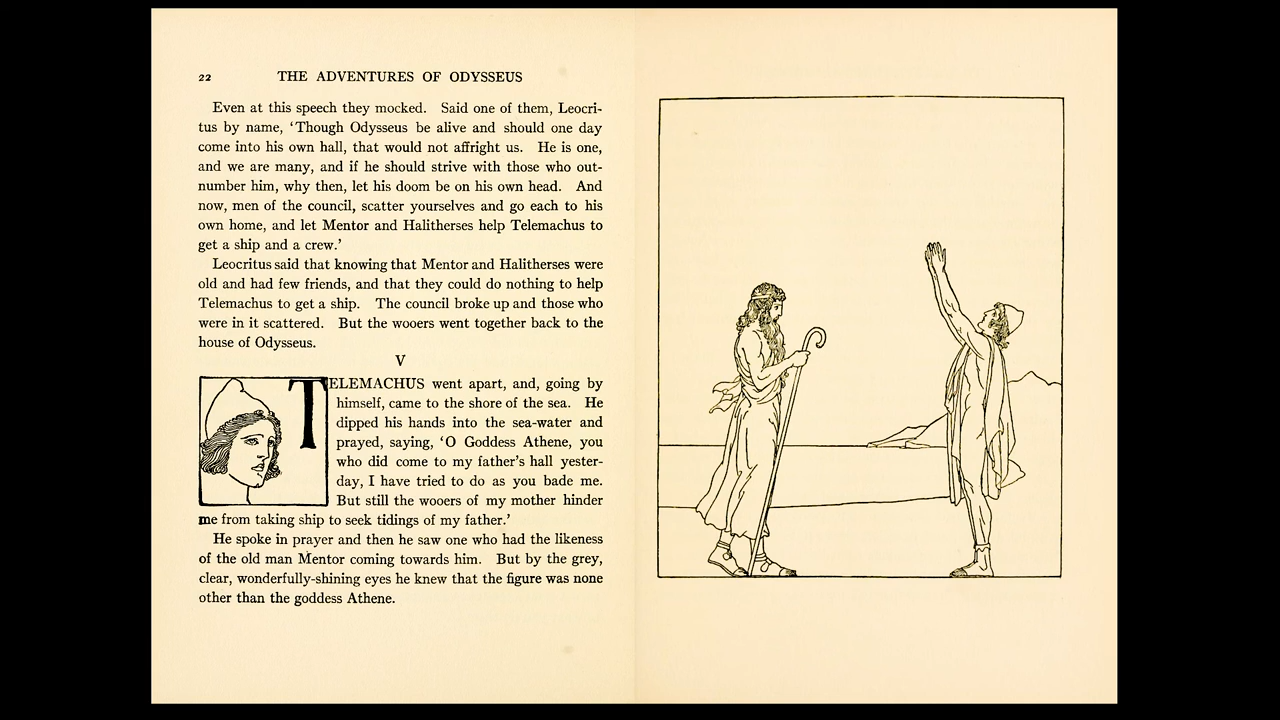 22 THE ADVENTURES OF ODYSSEUS
Even at this speech they mocked. Said one of them, Leocri-
tus by name, ‘Though Odysseus be alive and should one day
come into his own hall, that would not affright us. He is one,
and we are many, and if he should strive with those who out-
number him, why then, let his doom be on his own head. And
now, men of the council, scatter yourselves and go each to his
own home, and let Mentor and Halitherses help Telemachus to
get a ship and a crew.’
Leocritus said that knowing that Mentor and Halitherses were
old and had few friends, and that they could do nothing to help
Telemachus to get a ship. The council broke up and those who
were in it scattered. But the wooers went together back to the
house of Odysseus.
V
TELEMACHUS went apart, and, going by
himself, came to the shore of the sea. He
dipped his hands into the sea-water and
prayed, saying, ‘O Goddess Athene, you
who did come to my father’s hall yester-
day, I have tried to do as you bade me.
But still the wooers of my mother hinder
me from taking ship to seek tidings of my father.’
He spoke in prayer and then he saw one who had the likeness
of the old man Mentor coming towards him. But by the grey,
clear, wonderfully-shining eyes he knew that the figure was none
other than the goddess Athene.